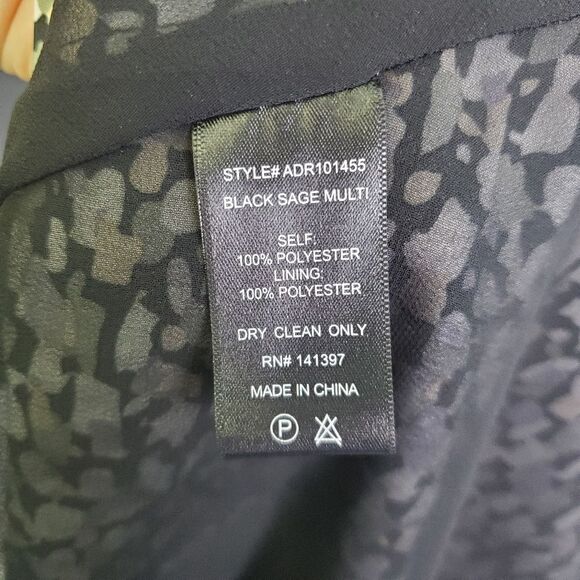 STYLE# ADR101455
BLACK SAGE MULTI
SELF:
100% POLYESTER
LINING:
100% POLYESTER
DRY CLEAN ONLY
RN# 141397
MADE IN CHINA
P